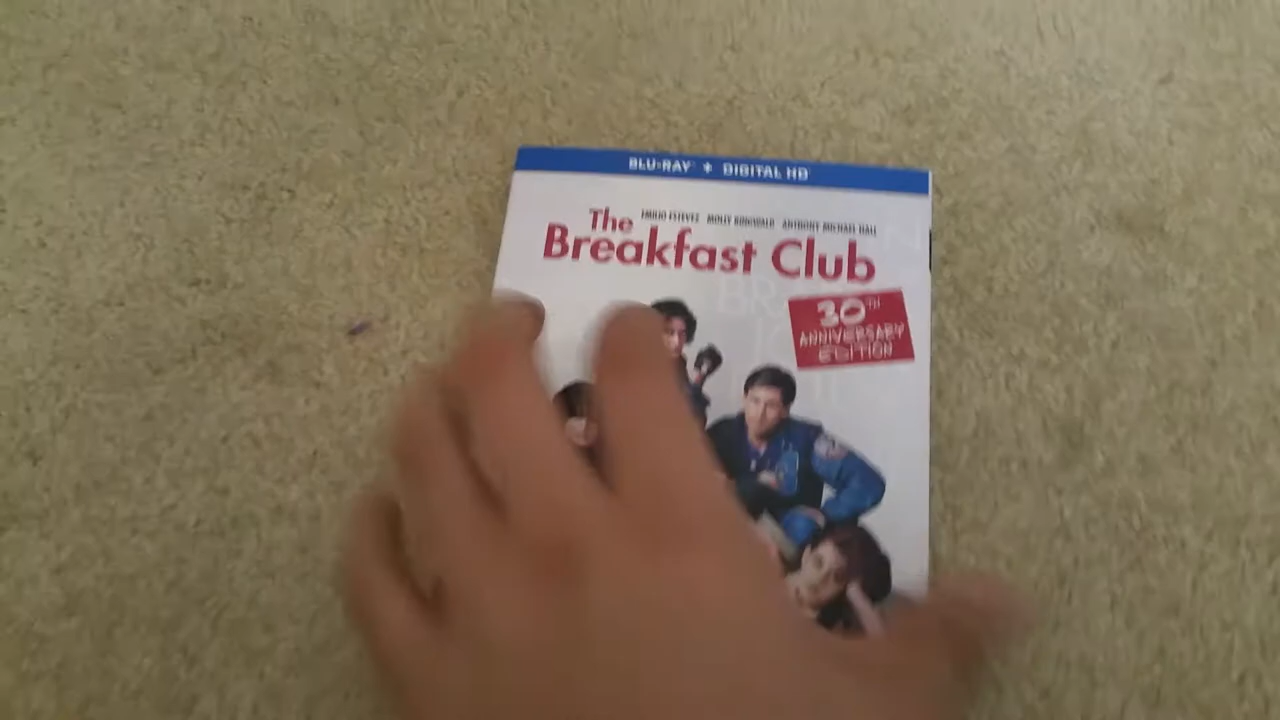 BLU-RAY + DIGITAL HD
EMILIO ESTEVEZ MOLLY RINGWALD ANTHONY MICHAEL HALL
The
Breakfast Club
30TH
ANNIVERSARY
EDITION